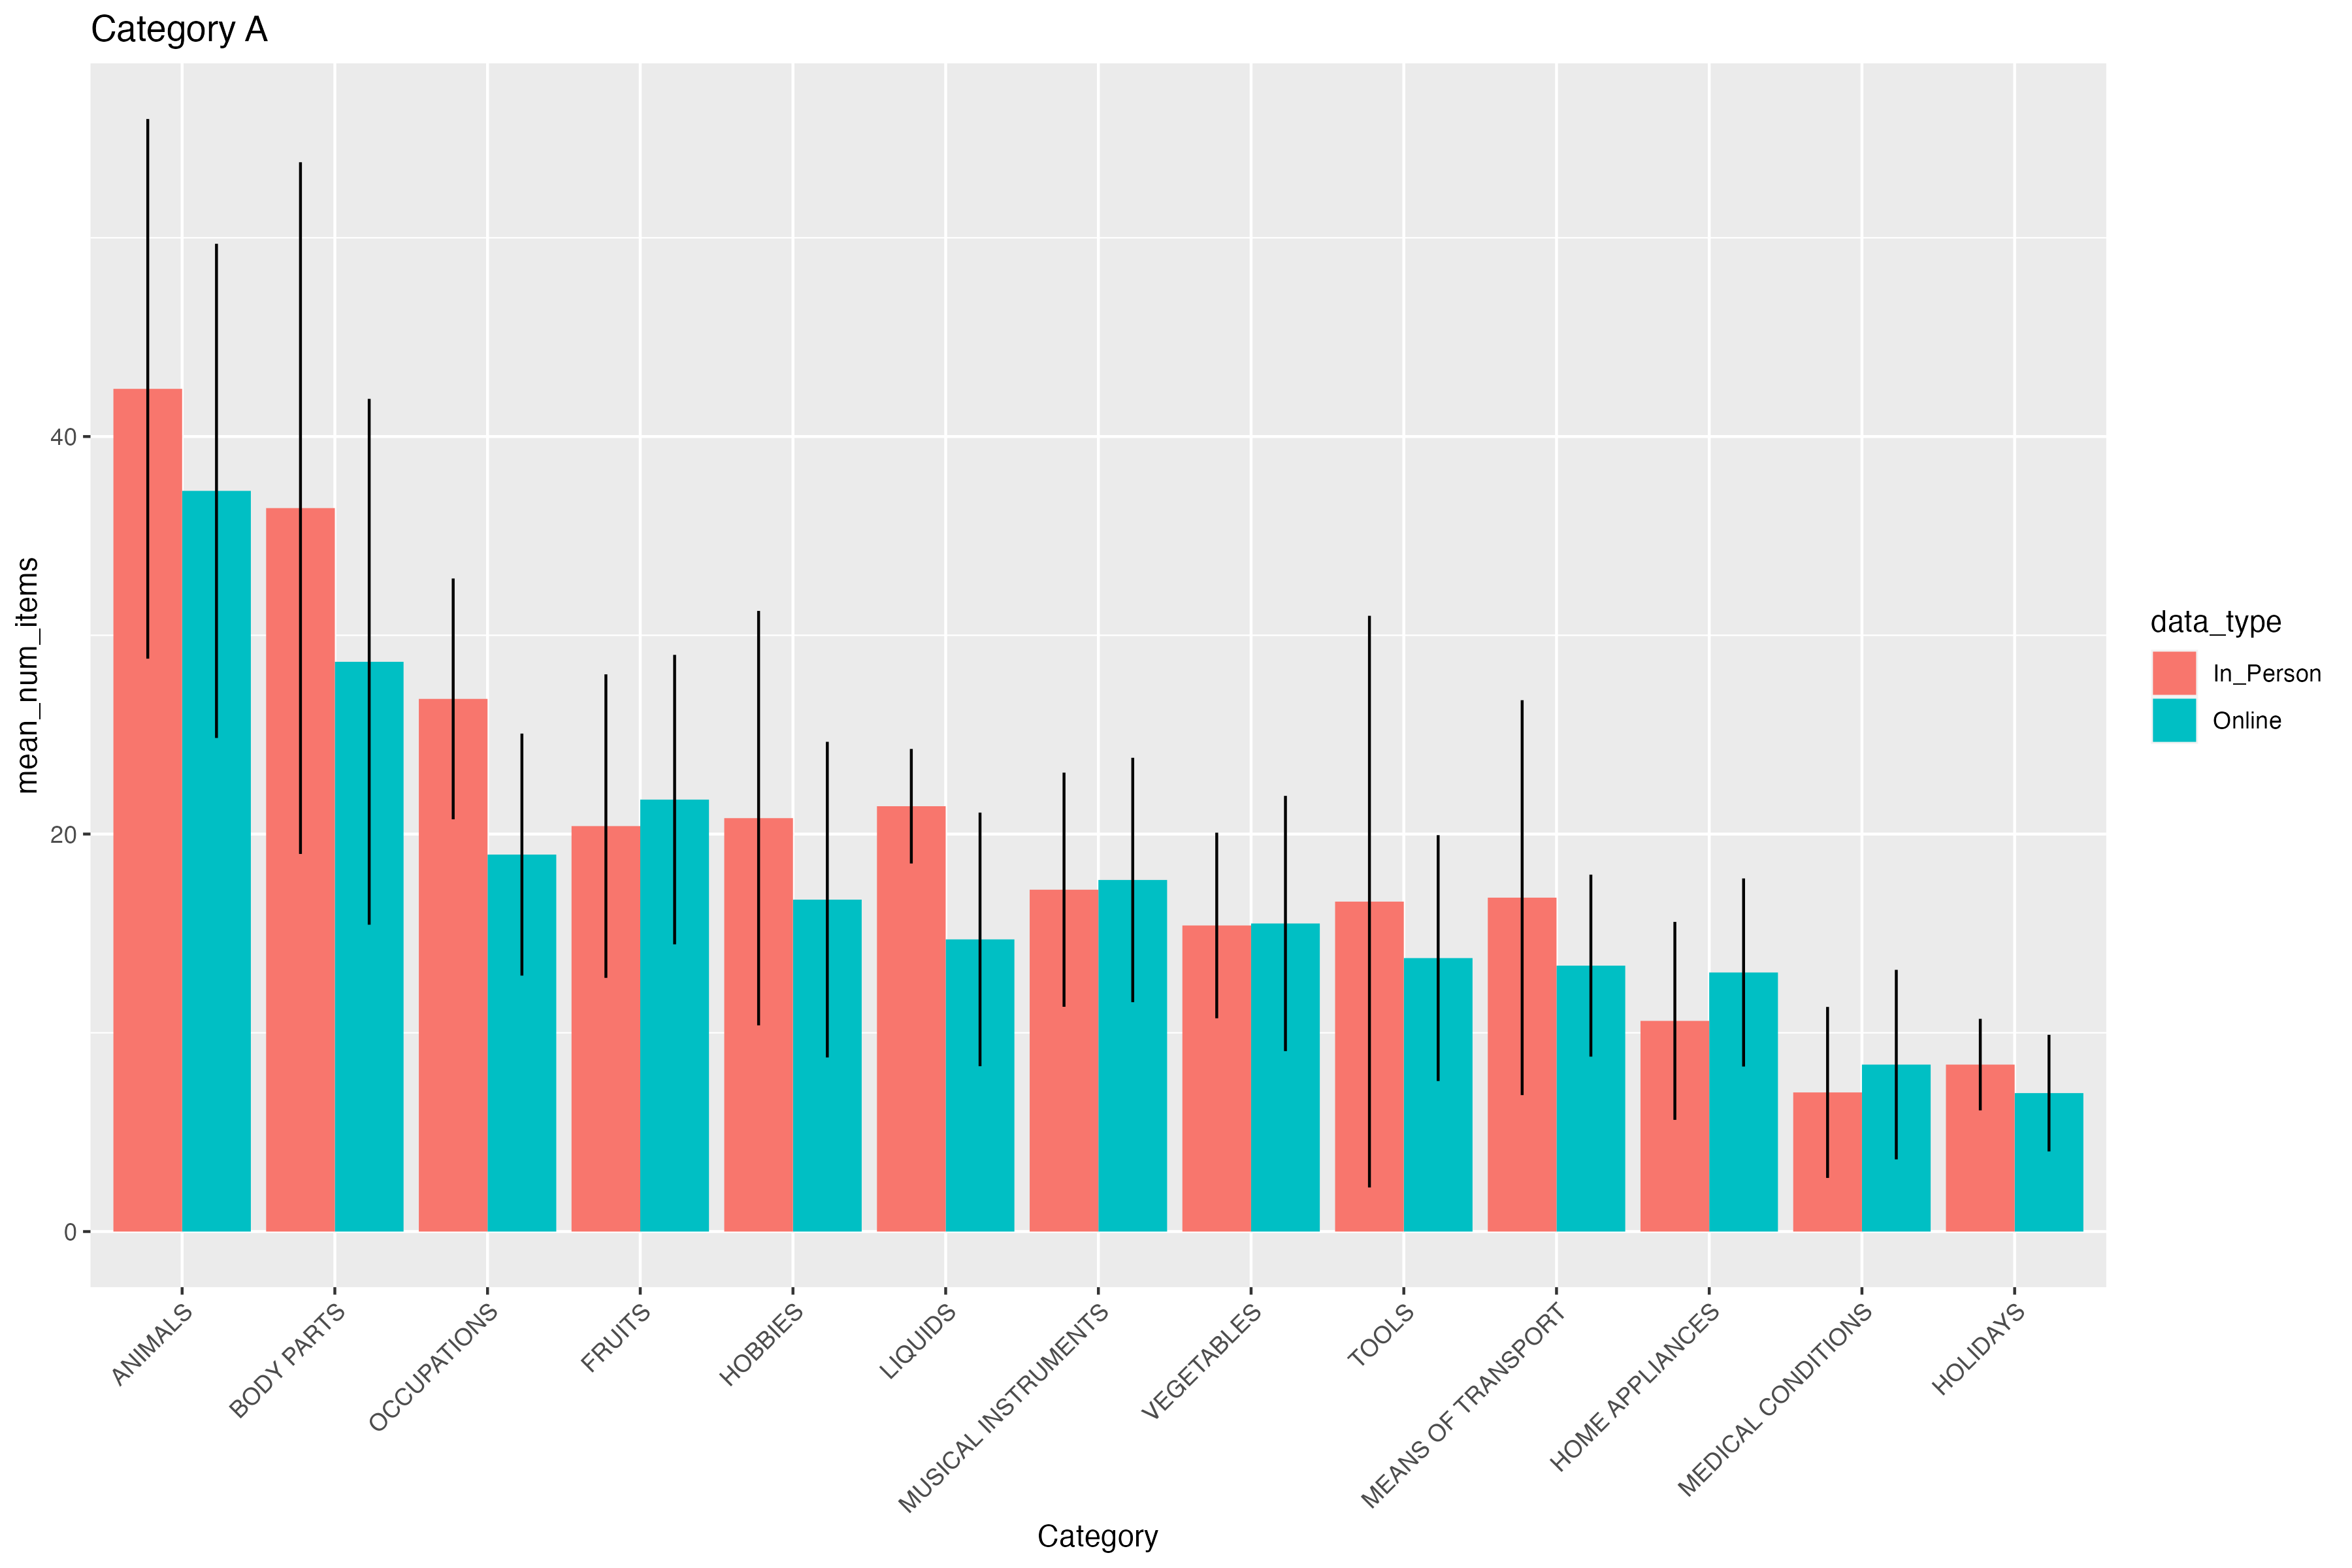 Category A
mean_num_items
40
20
0
ANIMALS
BODY PARTS
OCCUPATIONS
FRUITS
HOBBIES
LIQUIDS
MUSICAL INSTRUMENTS
VEGETABLES
TOOLS
MEANS OF TRANSPORT
HOME APPLIANCES
MEDICAL CONDITIONS
HOLIDAYS
Category
data_type
In_Person
Online